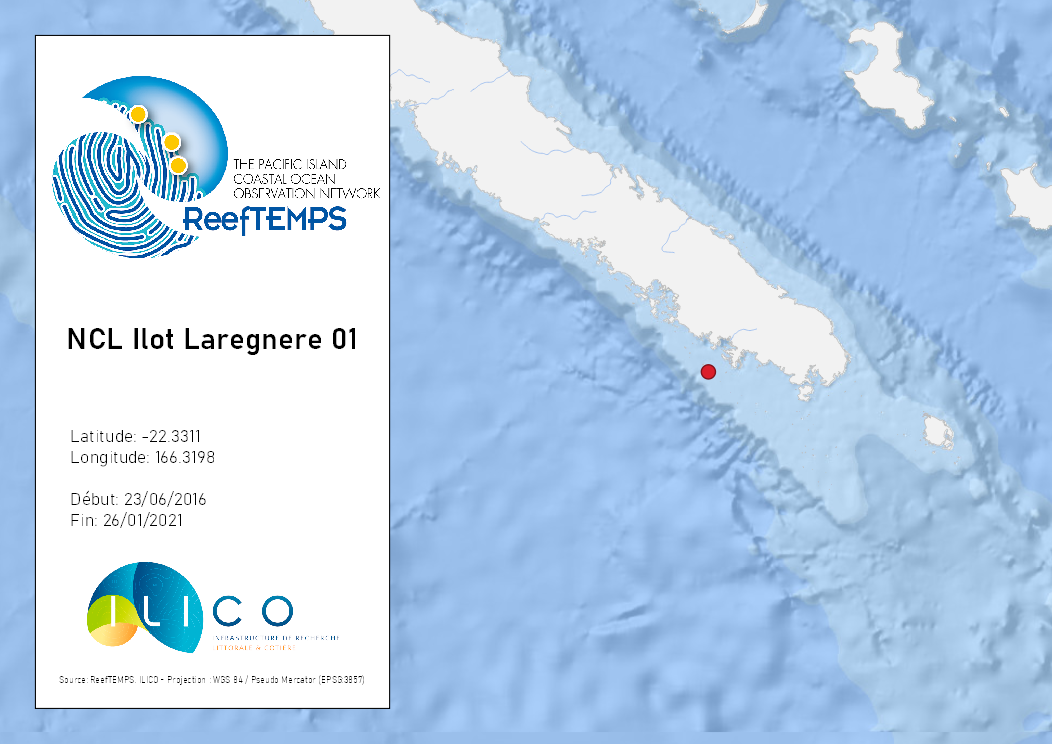 THE PACIFIC ISLAND
COASTAL OCEAN
OBSERVATION NETWORK
ReefTEMPS
NCL Ilot Laregnere 01
Latitude: -22.3311
Longitude: 166.3198
Début: 23/06/2016
Fin: 26/01/2021
ILICO
INFRASTRUCTURE DE RECHERCHE
LITTORALE & COTIERE
Source: ReefTEMPS, ILICO - Projection : WGS 84 / Pseudo Mercator (EPSG:3857)